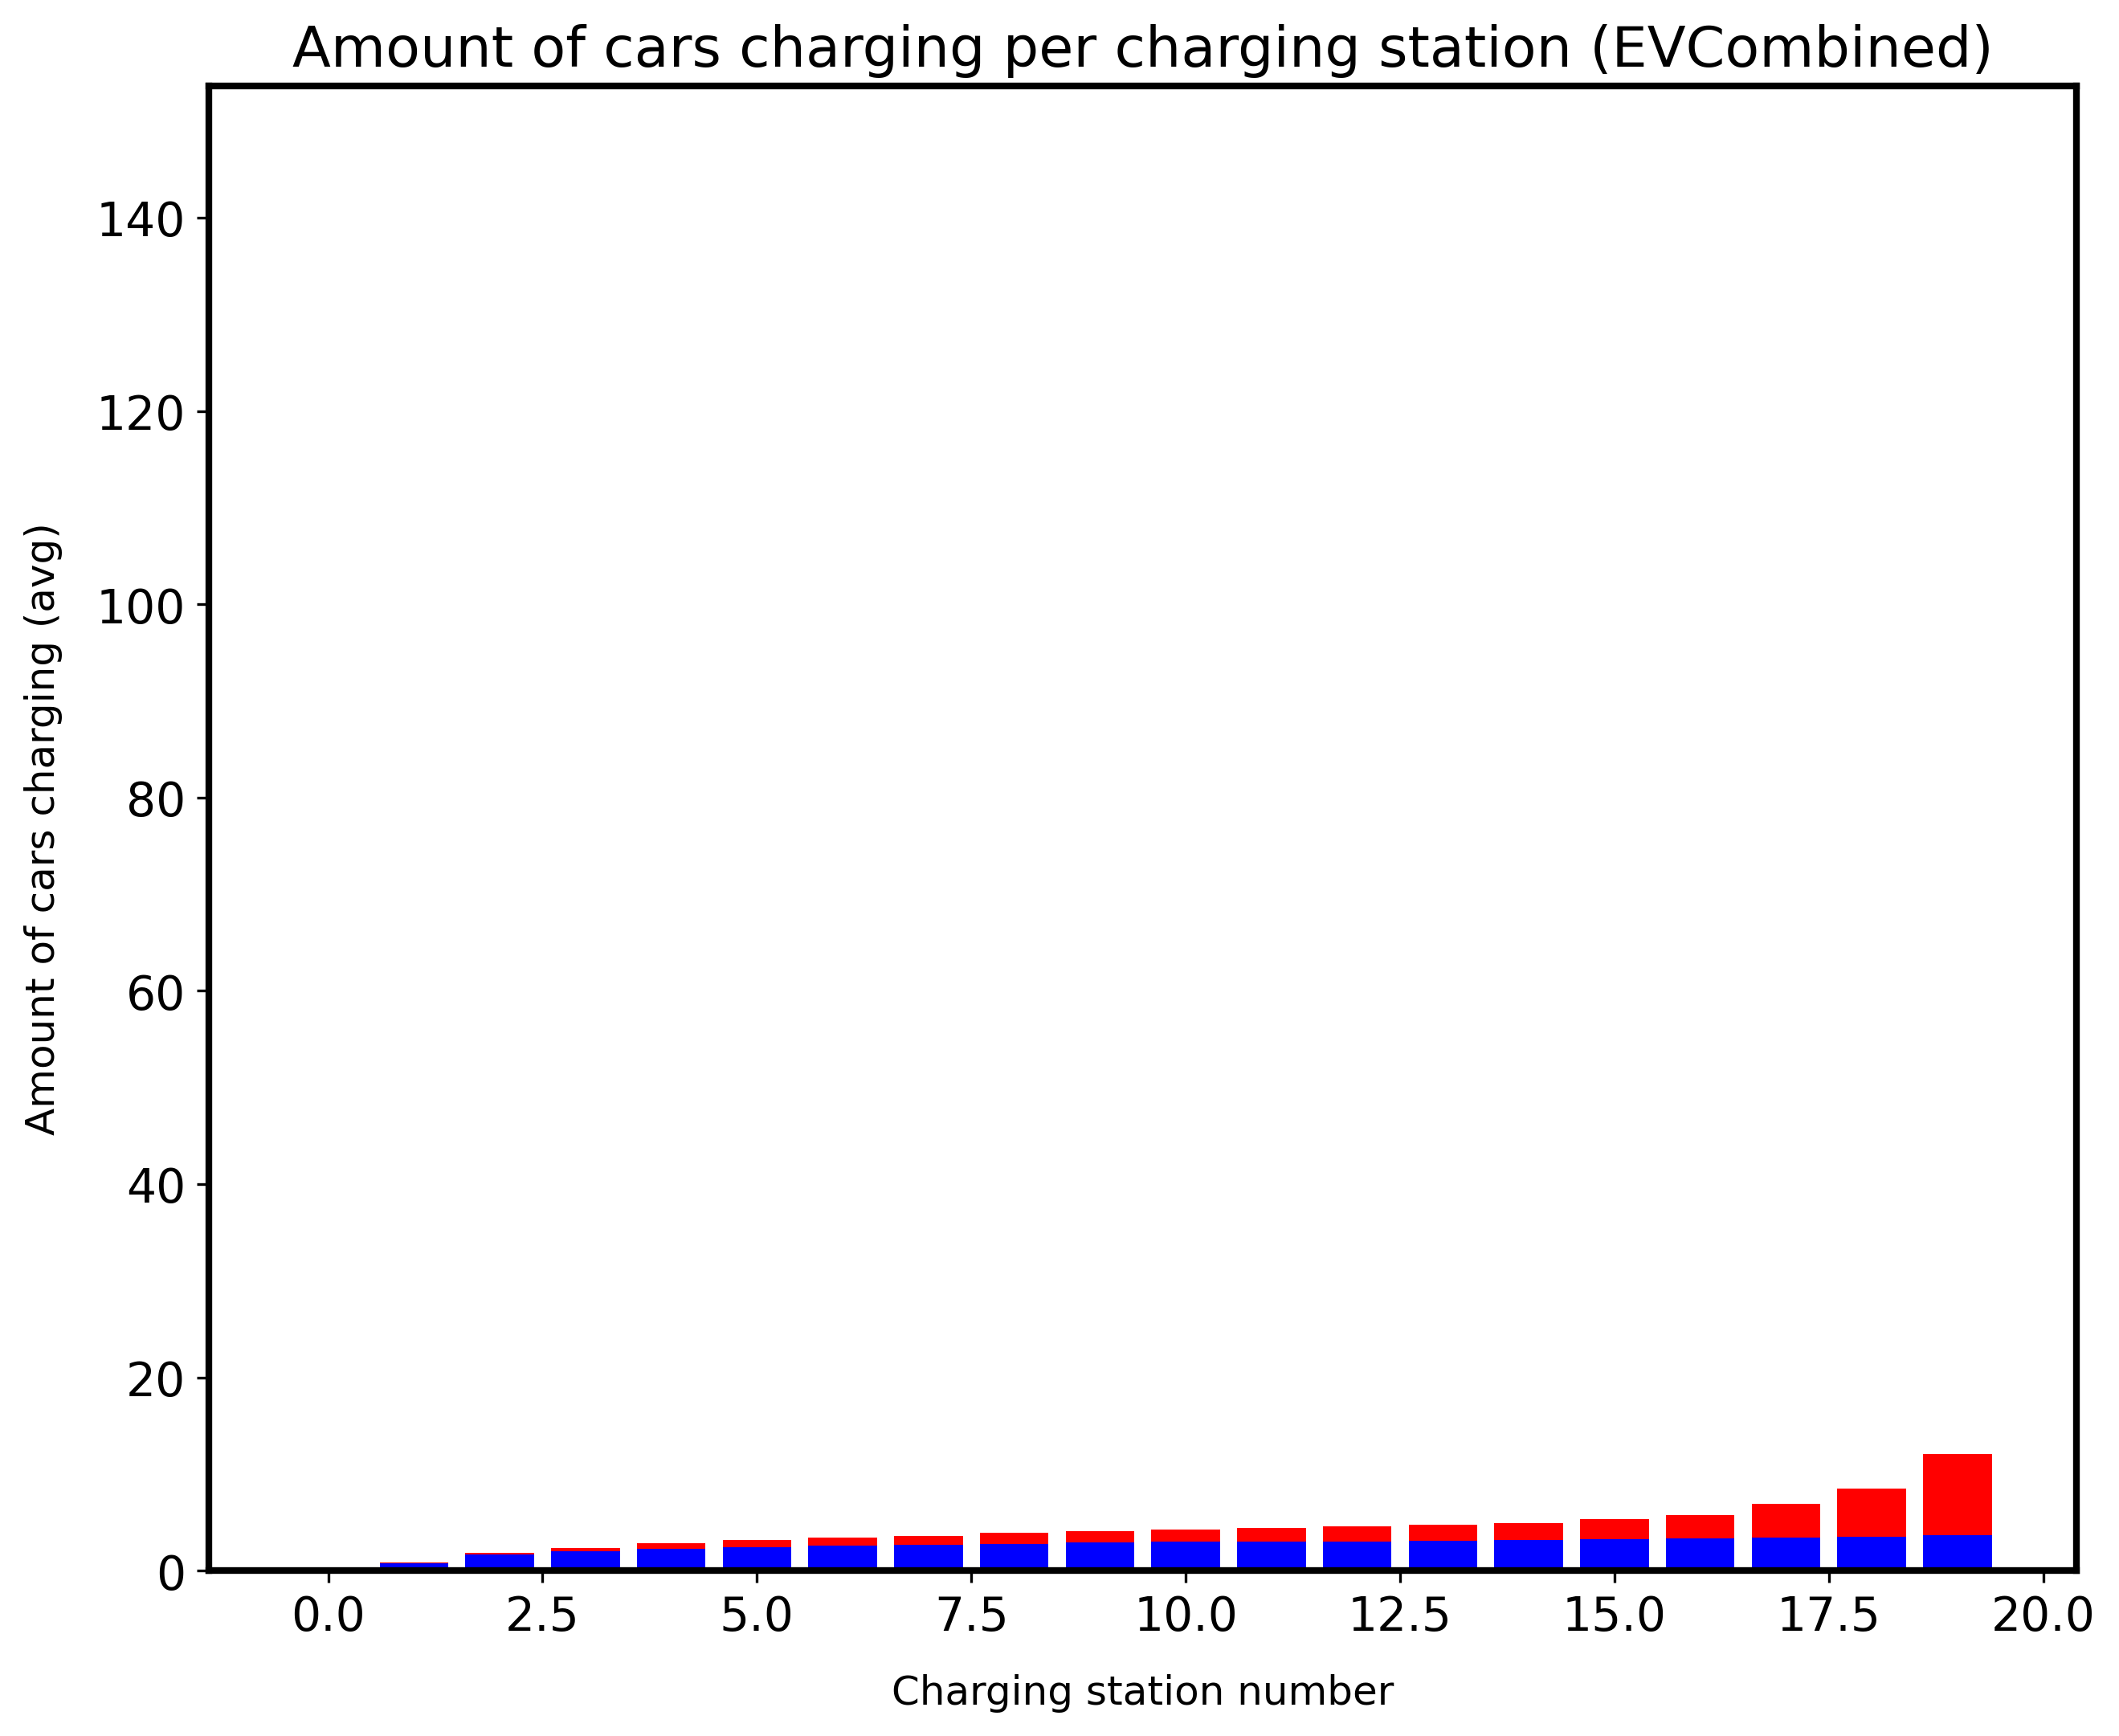 Amount of cars charging per charging station (EVCombined)
Amount of cars charging (avg)
140
120
100
80
60
40
20
0
0.0 2.5 5.0 7.5 10.0 12.5 15.0 17.5 20.0
Charging station number